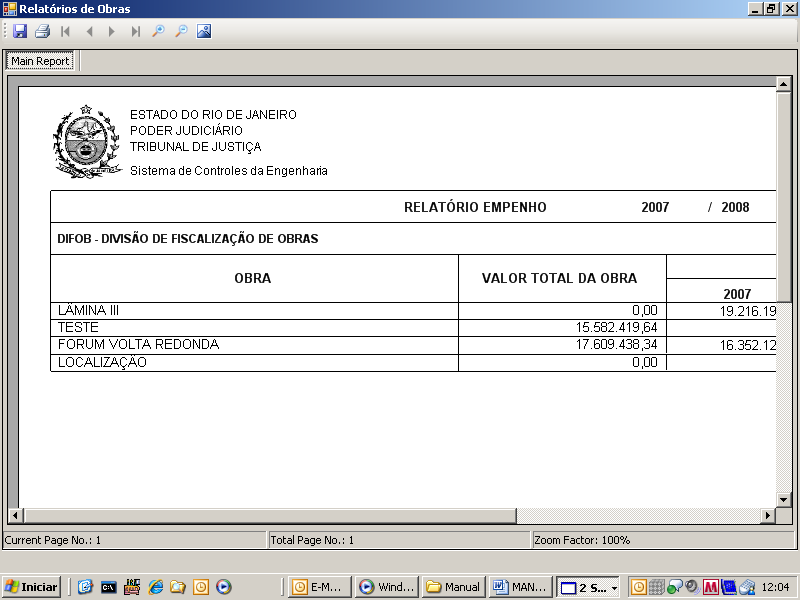 Relatórios de Obras
Main Report
ESTADO DO RIO DE JANEIRO
PODER JUDICIÁRIO
TRIBUNAL DE JUSTIÇA
Sistema de Controles da Engenharia
RELATÓRIO EMPENHO 2007 / 2008
DIFOB - DIVISÃO DE FISCALIZAÇÃO DE OBRAS
OBRA VALOR TOTAL DA OBRA
2007
LÂMINA III 0,00 19.216.19
TESTE 15.582.419,64
FORUM VOLTA REDONDA 17.609.438,34 16.352.12
LOCALIZAÇÃO 0,00
Current Page No.: 1 Total Page No.: 1 Zoom Factor: 100%
Iniciar E-M... Wind... Manual MAN... 2 S... 12:04